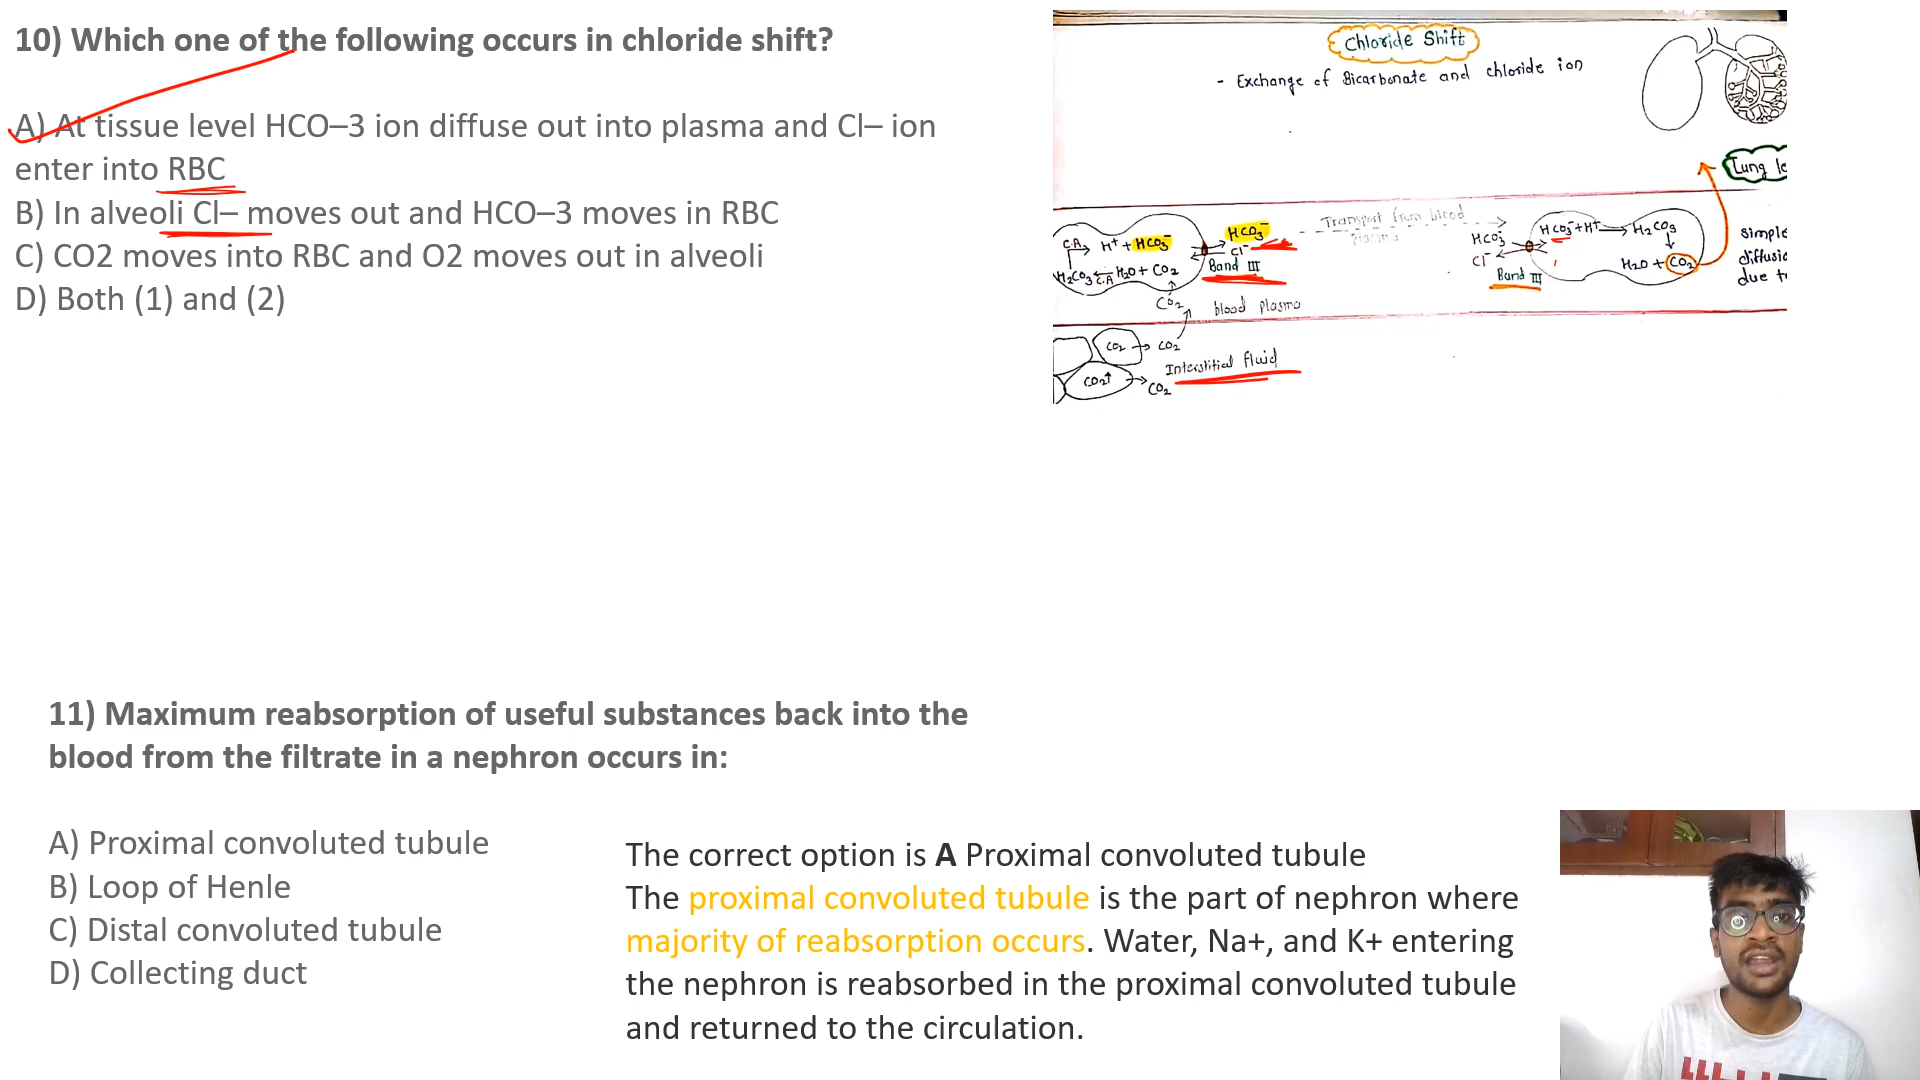 10) Which one of the following occurs in chloride shift?
A) At tissue level HCO–3 ion diffuse out into plasma and Cl– ion
enter into RBC
B) In alveoli Cl– moves out and HCO–3 moves in RBC
C) CO2 moves into RBC and O2 moves out in alveoli
D) Both (1) and (2)
Chloride Shift
- Exchange of Bicarbonate and chloride ion
Lung le
Transport from blood
plasma
C.A H⁺ + HCO₃⁻
HCO₃⁻
Cl⁻
H₂CO₃ C.A H₂O + CO₂
Band III
CO₂
blood plasma
HCO₃⁻
Cl⁻
Band III
HCO₃⁻ + H⁺ → H₂CO₃
H₂O + CO₂
Simple
diffusio
due t
CO₂ → CO₂
CO₂↑ → CO₂
Interstitial fluid
11) Maximum reabsorption of useful substances back into the
blood from the filtrate in a nephron occurs in:
A) Proximal convoluted tubule
B) Loop of Henle
C) Distal convoluted tubule
D) Collecting duct
The correct option is A Proximal convoluted tubule
The proximal convoluted tubule is the part of nephron where
majority of reabsorption occurs. Water, Na+, and K+ entering
the nephron is reabsorbed in the proximal convoluted tubule
and returned to the circulation.